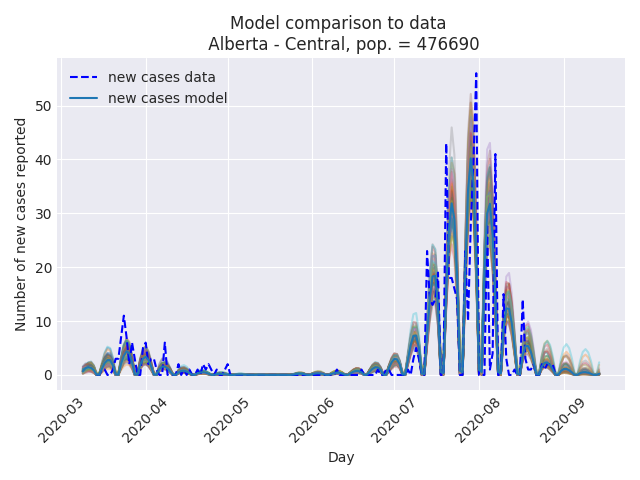 Model comparison to data
Alberta - Central, pop. = 476690
new cases data
new cases model
Number of new cases reported
50
40
30
20
10
0
2020-03
2020-04
2020-05
2020-06
2020-07
2020-08
2020-09
Day